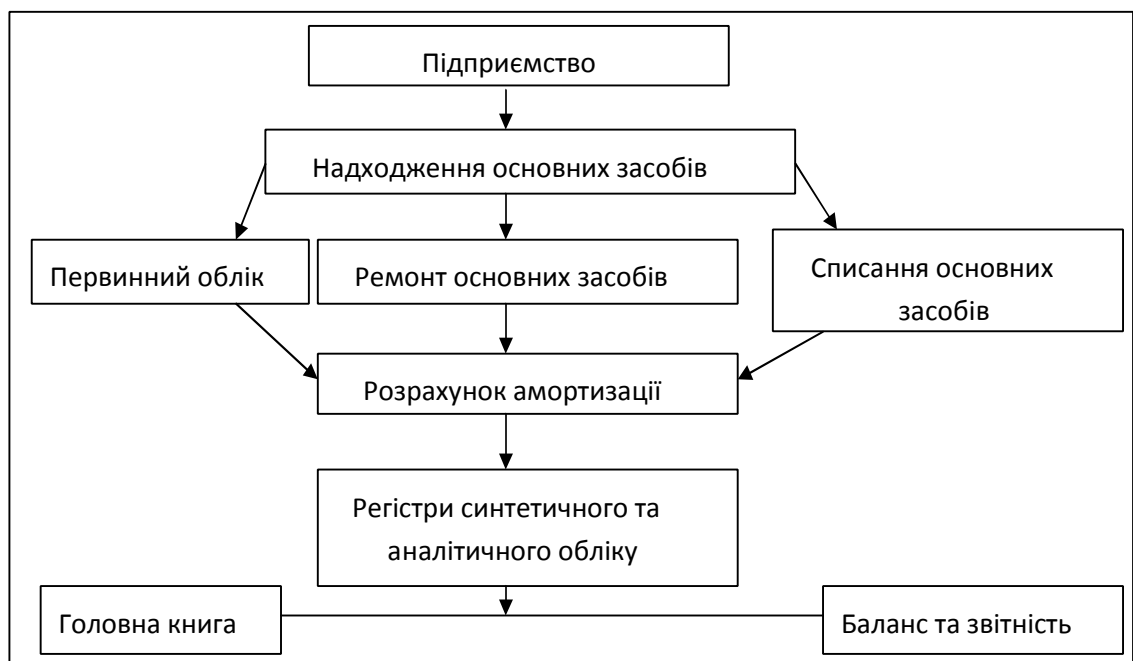 Підприємство
Надходження основних засобів
Первинний облік
Ремонт основних засобів
Списання основних
засобів
Розрахунок амортизації
Регістри синтетичного та
аналітичного обліку
Головна книга
Баланс та звітність